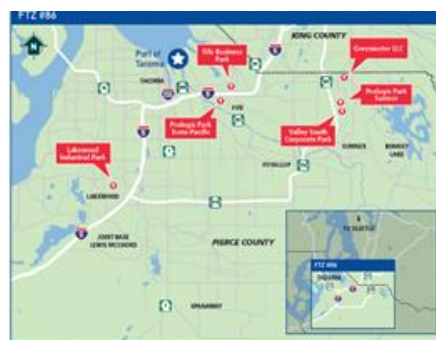 FTZ #86
N
KING COUNTY
Greenwater LLC
Port of
Tacoma
Fife Business
Park
TACOMA
Prologis Park
Sumner
FIFE
Prologis Park
Trans Pacific
Valley South
Corporate Park
Lakewood
Industrial Park
SUMNER
BONNEY
LAKE
PUYALLUP
LAKEWOOD
JOINT BASE
LEWIS MCCHORD
PIERCE COUNTY
TO SEATTLE
FTZ #86
TACOMA
SPANAWAY